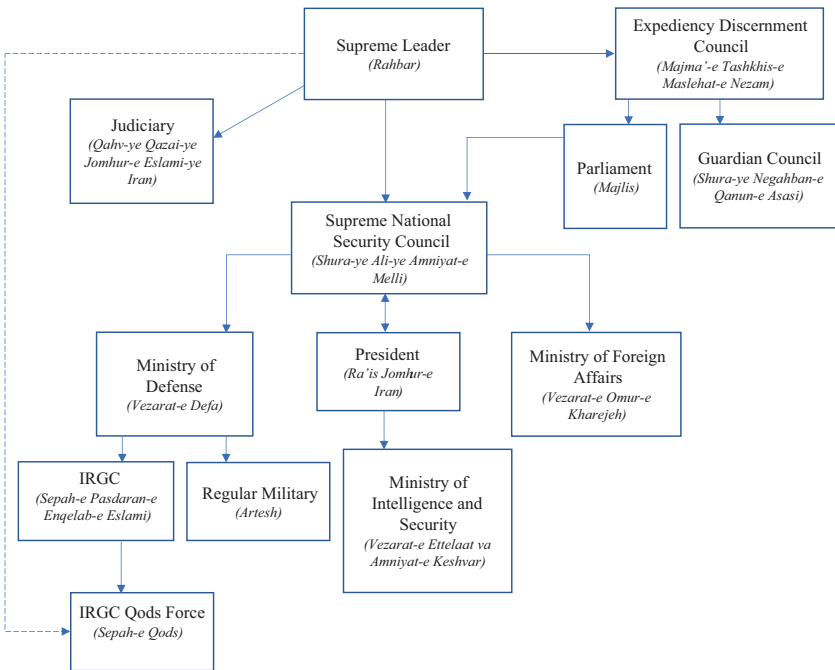 Supreme Leader
(Rahbar)
Expediency Discernment
Council
(Majma'-e Tashkhis-e
Maslehat-e Nezam)
Judiciary
(Qahv-ye Qazai-ye
Jomhur-e Eslami-ye
Iran)
Parliament
(Majlis)
Guardian Council
(Shura-ye Negahban-e
Qanun-e Asasi)
Supreme National
Security Council
(Shura-ye Ali-ye Amniyat-e
Melli)
Ministry of
Defense
(Vezarat-e Defa)
President
(Ra'is Jomhur-e
Iran)
Ministry of Foreign
Affairs
(Vezarat-e Omur-e
Kharejeh)
IRGC
(Sepah-e Pasdaran-e
Enqelab-e Eslami)
Regular Military
(Artesh)
Ministry of
Intelligence and
Security
(Vezarat-e Ettelaat va
Amniyat-e Keshvar)
IRGC Qods Force
(Sepah-e Qods)